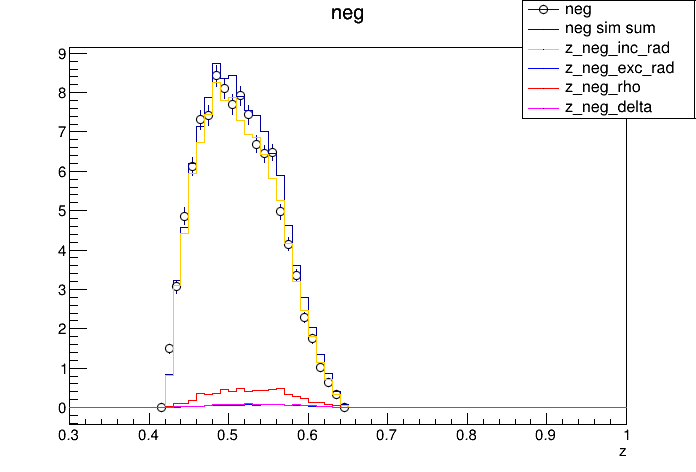 neg
neg
neg sim sum
z_neg_inc_rad
z_neg_exc_rad
z_neg_rho
z_neg_delta
9
8
7
6
5
4
3
2
1
0
0.3 0.4 0.5 0.6 0.7 0.8 0.9 1
z